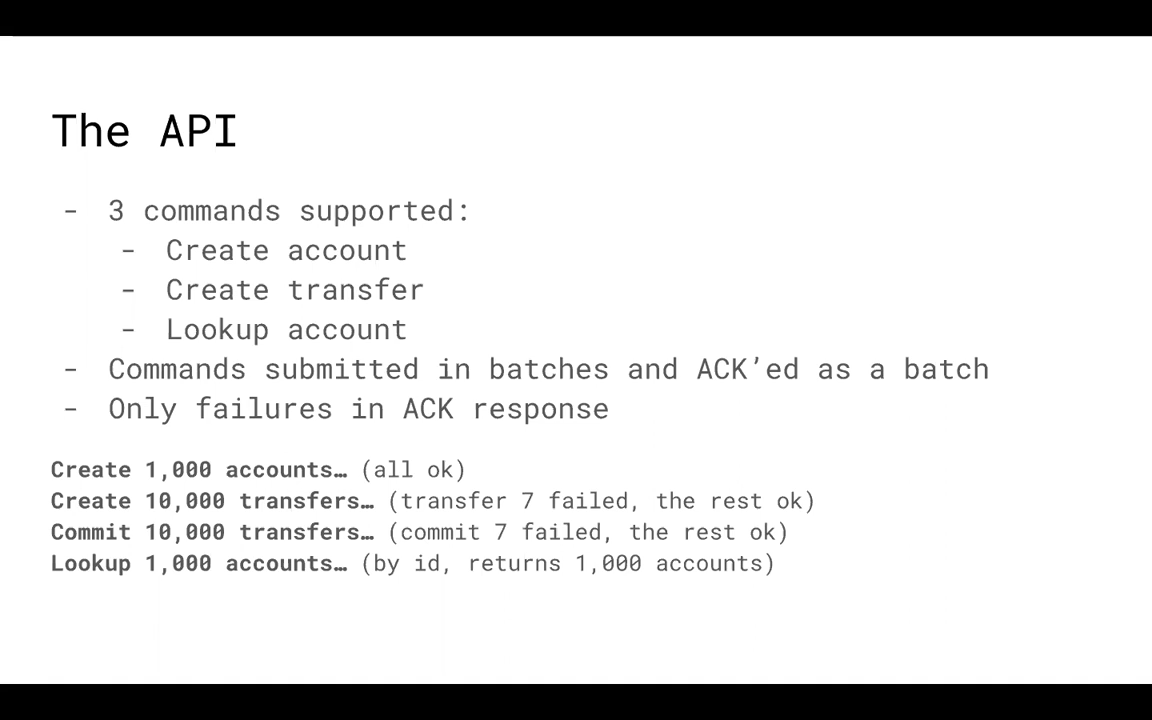 The API
- 3 commands supported:
- Create account
- Create transfer
- Lookup account
- Commands submitted in batches and ACK’ed as a batch
- Only failures in ACK response
Create 1,000 accounts… (all ok)
Create 10,000 transfers… (transfer 7 failed, the rest ok)
Commit 10,000 transfers… (commit 7 failed, the rest ok)
Lookup 1,000 accounts… (by id, returns 1,000 accounts)